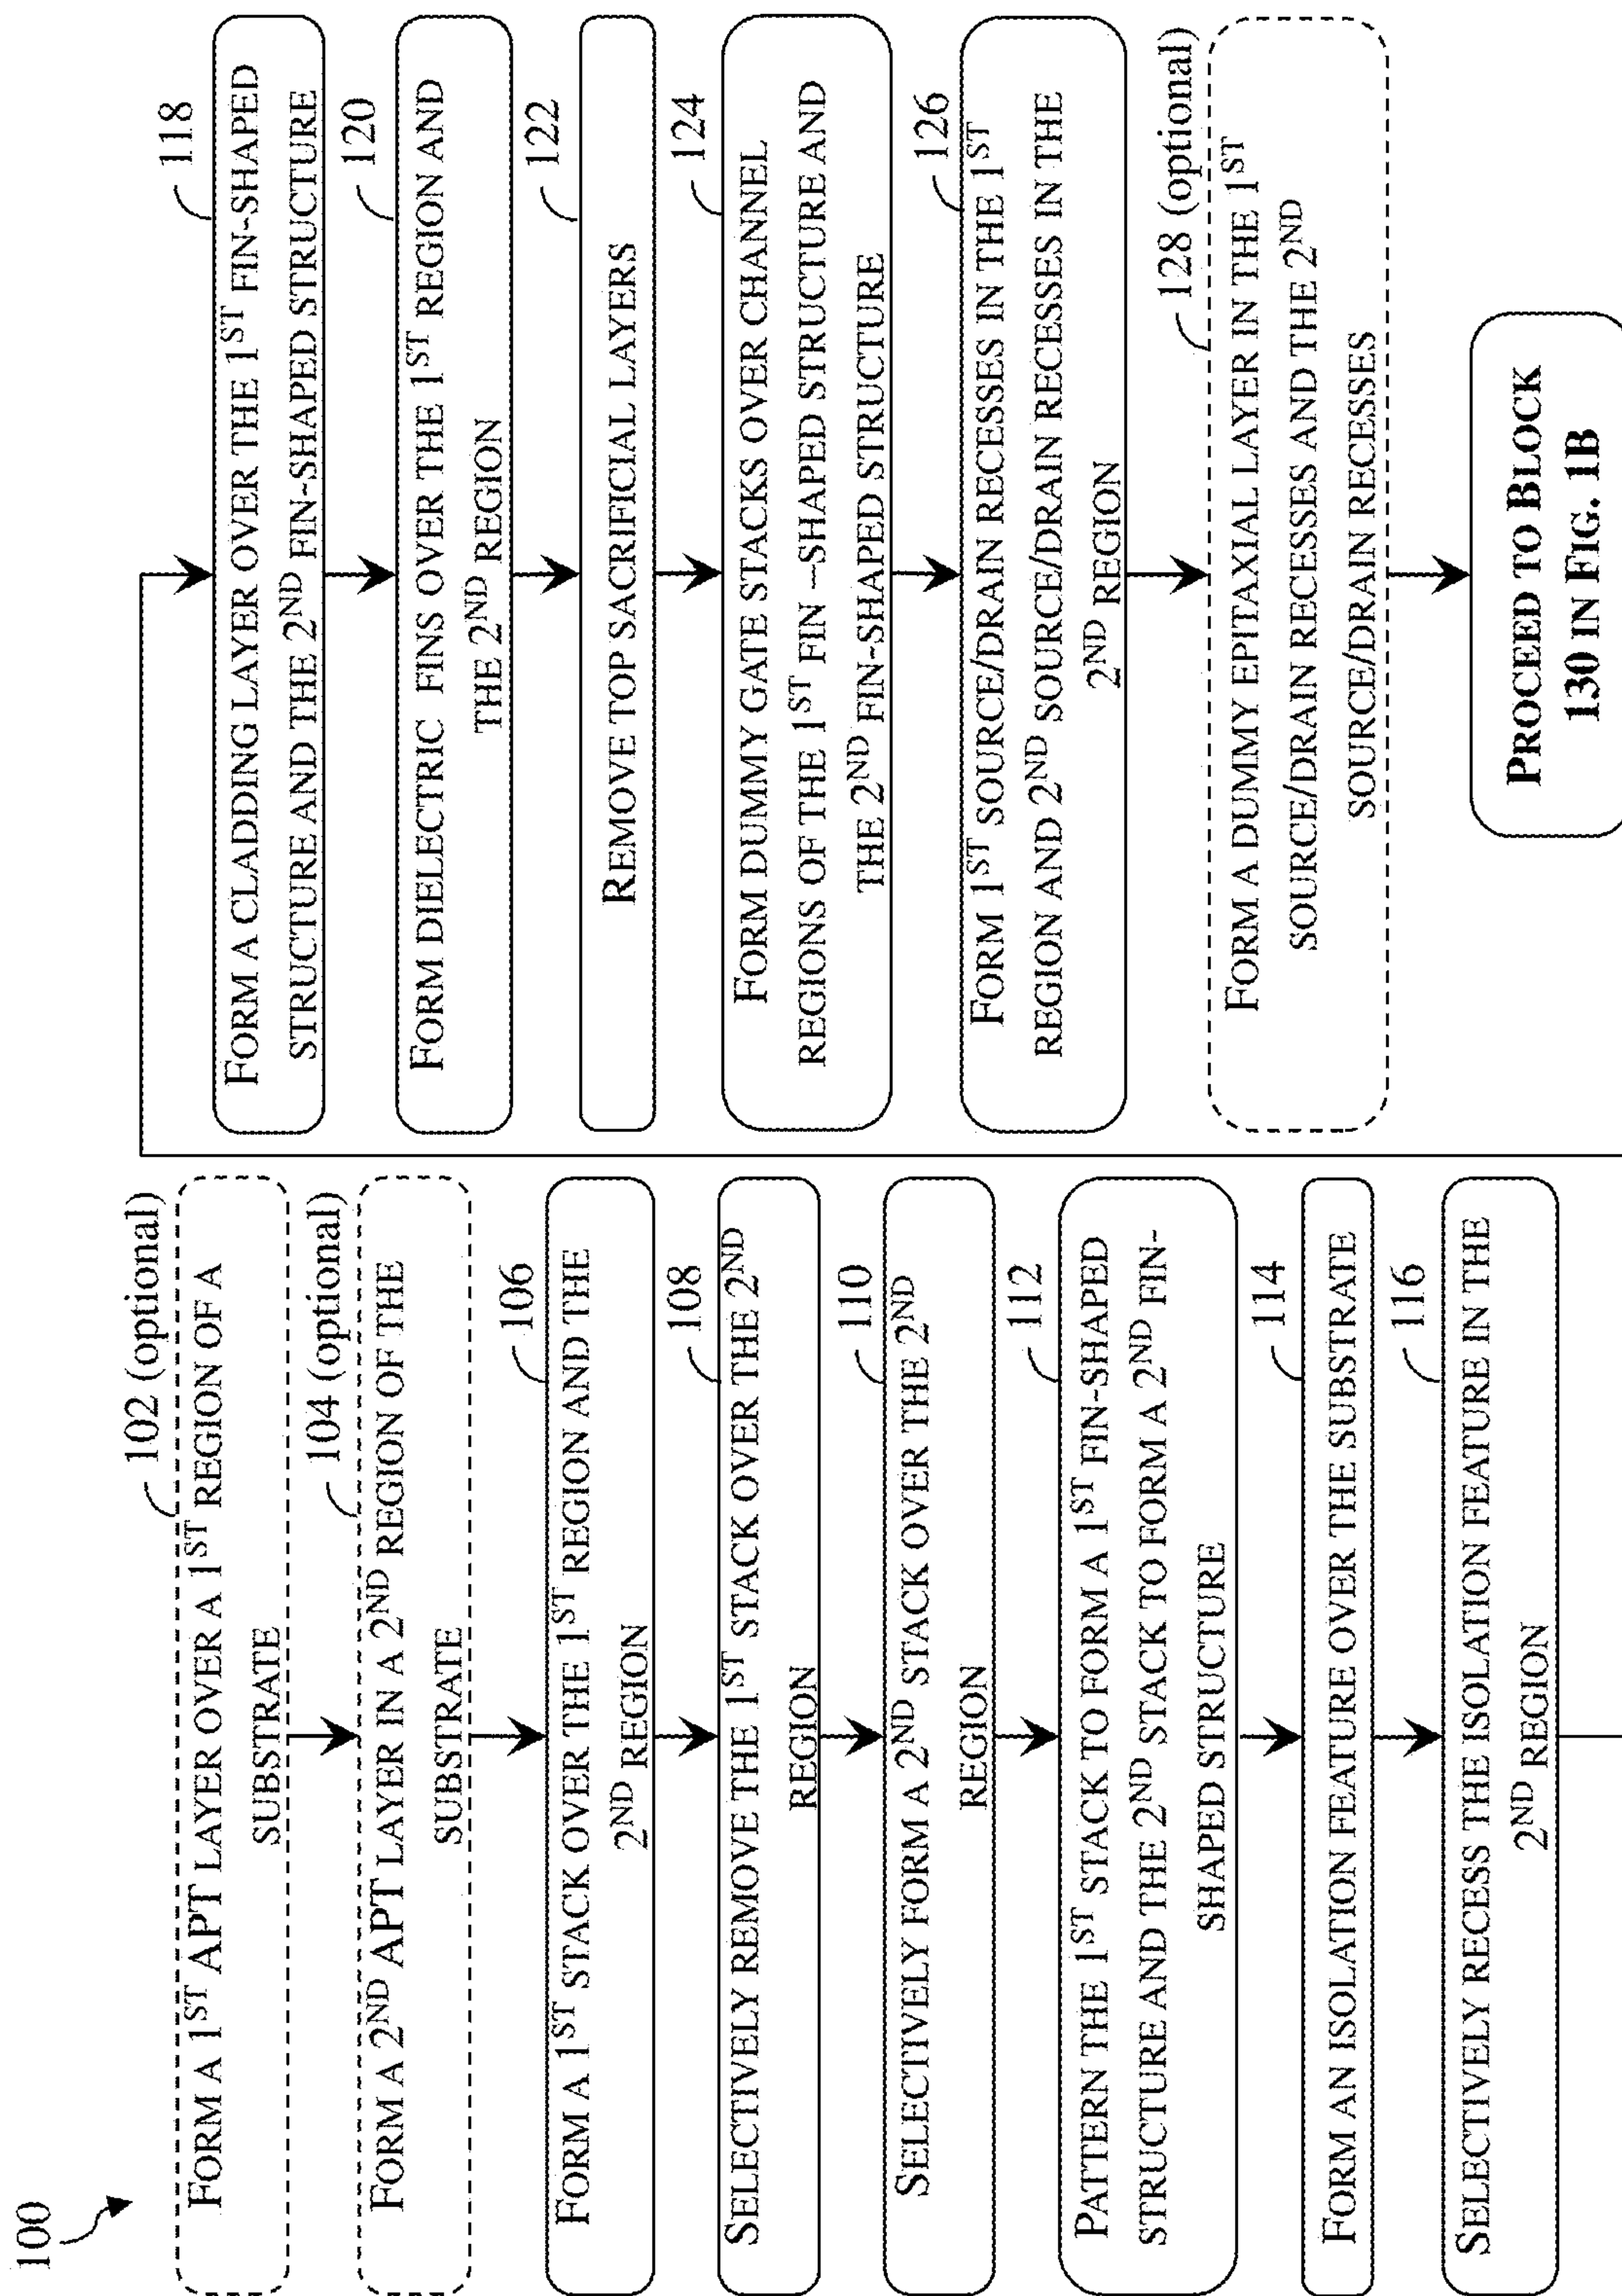 100
102 (optional)
FORM A 1ST APT LAYER OVER A 1ST REGION OF A
SUBSTRATE
104 (optional)
FORM A 2ND APT LAYER IN A 2ND REGION OF THE
SUBSTRATE
106
FORM A 1ST STACK OVER THE 1ST REGION AND THE
2ND REGION
108
SELECTIVELY REMOVE THE 1ST STACK OVER THE 2ND
REGION
110
SELECTIVELY FORM A 2ND STACK OVER THE 2ND
REGION
112
PATTERN THE 1ST STACK TO FORM A 1ST FIN-SHAPED
STRUCTURE AND THE 2ND STACK TO FORM A 2ND FIN-
SHAPED STRUCTURE
114
FORM AN ISOLATION FEATURE OVER THE SUBSTRATE
116
SELECTIVELY RECESS THE ISOLATION FEATURE IN THE
2ND REGION
118
FORM A CLADDING LAYER OVER THE 1ST FIN-SHAPED
STRUCTURE AND THE 2ND FIN-SHAPED STRUCTURE
120
FORM DIELECTRIC FINS OVER THE 1ST REGION AND
THE 2ND REGION
122
REMOVE TOP SACRIFICIAL LAYERS
124
FORM DUMMY GATE STACKS OVER CHANNEL
REGIONS OF THE 1ST FIN –SHAPED STRUCTURE AND
THE 2ND FIN-SHAPED STRUCTURE
126
FORM 1ST SOURCE/DRAIN RECESSES IN THE 1ST
REGION AND 2ND SOURCE/DRAIN RECESSES IN THE
2ND REGION
128 (optional)
FORM A DUMMY EPITAXIAL LAYER IN THE 1ST
SOURCE/DRAIN RECESSES AND THE 2ND
SOURCE/DRAIN RECESSES
PROCEED TO BLOCK
130 IN FIG. 1B